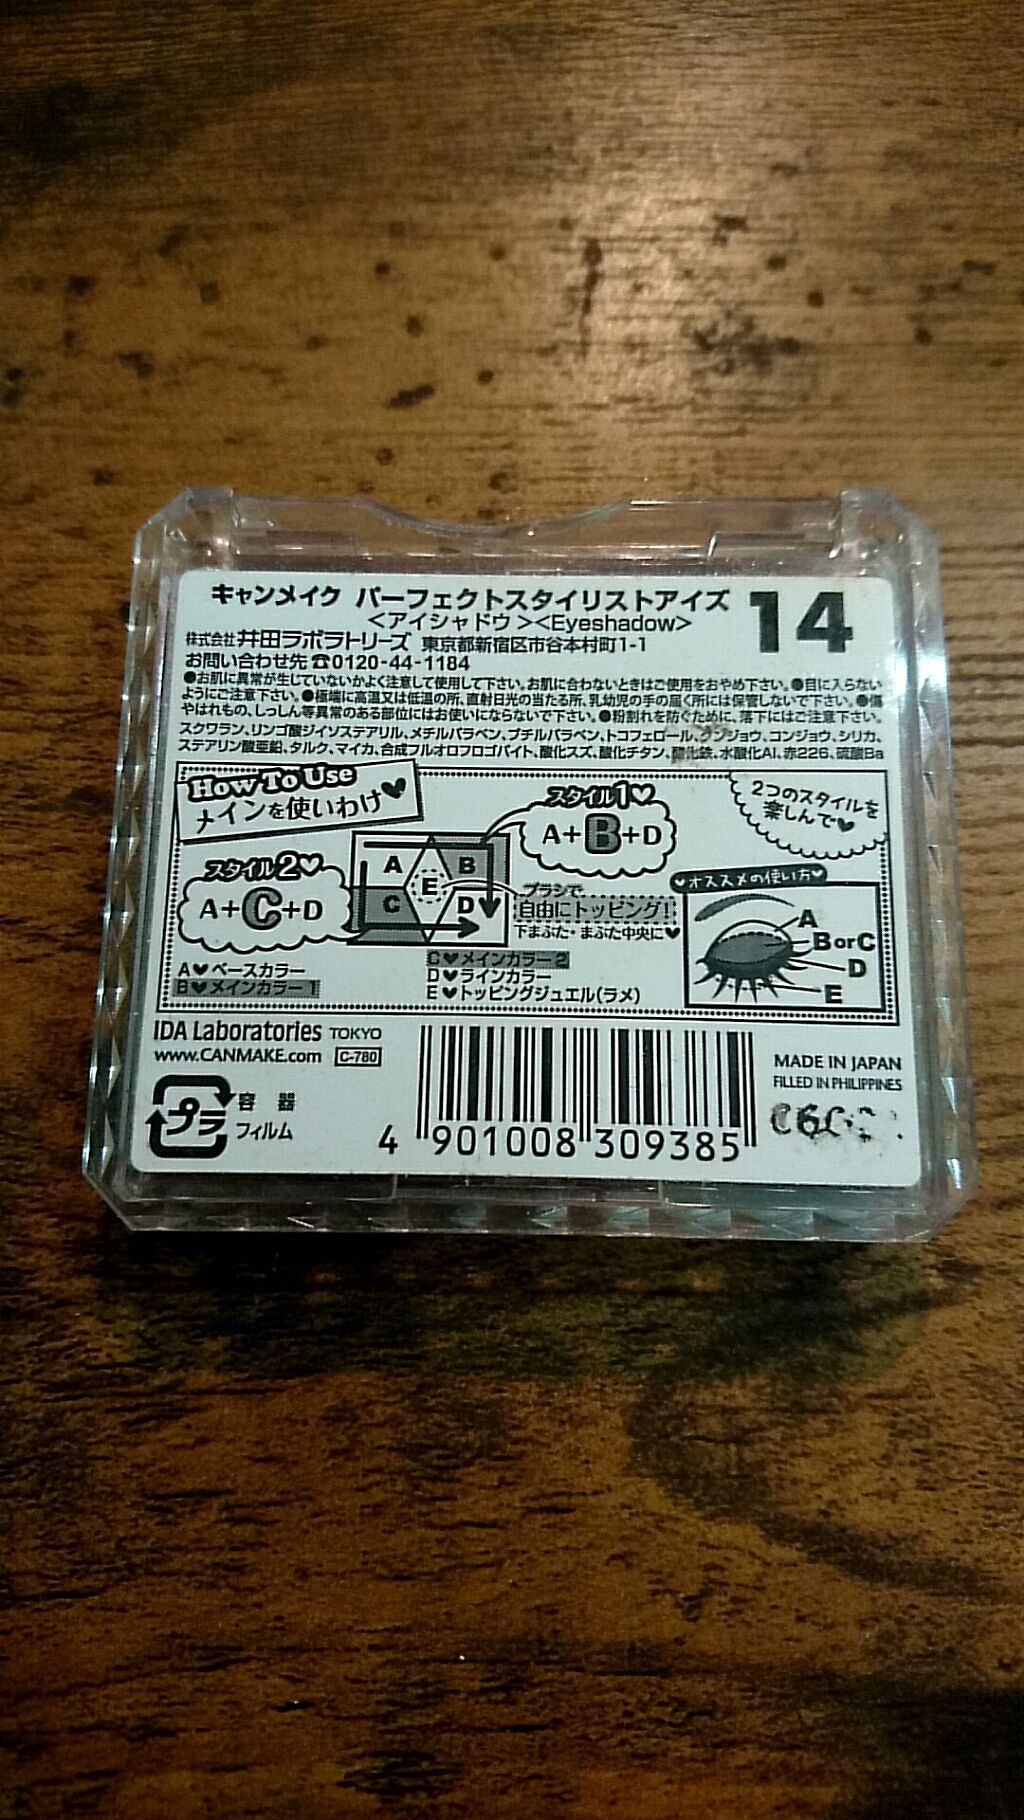 キャンメイク パーフェクトスタイリストアイズ 14
<アイシャドウ><Eyeshadow>
株式会社井田ラボラトリーズ 東京都新宿区市谷本村町1-1
お問い合わせ先☎0120-44-1184
●お肌に異常が生じていないかよく注意して使用して下さい。お肌に合わないときはご使用をおやめ下さい。●目に入らない
ようにご注意下さい。●極端に高温又は低温の所、直射日光の当たる所、乳幼児の手の届く所には保管しないで下さい。●傷
やはれもの、しっしん等異常のある部位にはお使いにならないで下さい。●粉割れを防ぐために、落下にはご注意下さい。
スクワラン、リンゴ酸ジイソステアリル、メチルパラベン、ブチルパラベン、トコフェロール、グンジョウ、コンジョウ、シリカ、
ステアリン酸亜鉛、タルク、マイカ、合成フルオロフロゴパイト、酸化スズ、酸化チタン、酸化鉄、水酸化Al、赤226、硫酸Ba
How To Use
メインを使いわけ♥
スタイル1♡
A+B+D
2つのスタイルを
楽しんで♥
スタイル2♡
A+C+D
A B
E
C D
ブラシで
自由にトッピング!
下まぶた・まぶた中央に♥
♥オススメの使い方♥
A
B or C
D
E
A♥ベースカラー
B♥メインカラー1
C♥メインカラー2
D♥ラインカラー
E♥トッピングジュエル(ラメ)
IDA Laboratories TOKYO
www.CANMAKE.com C-780
プラ 容器
フィルム
4 901008 309385
MADE IN JAPAN
FILLED IN PHILIPPINES